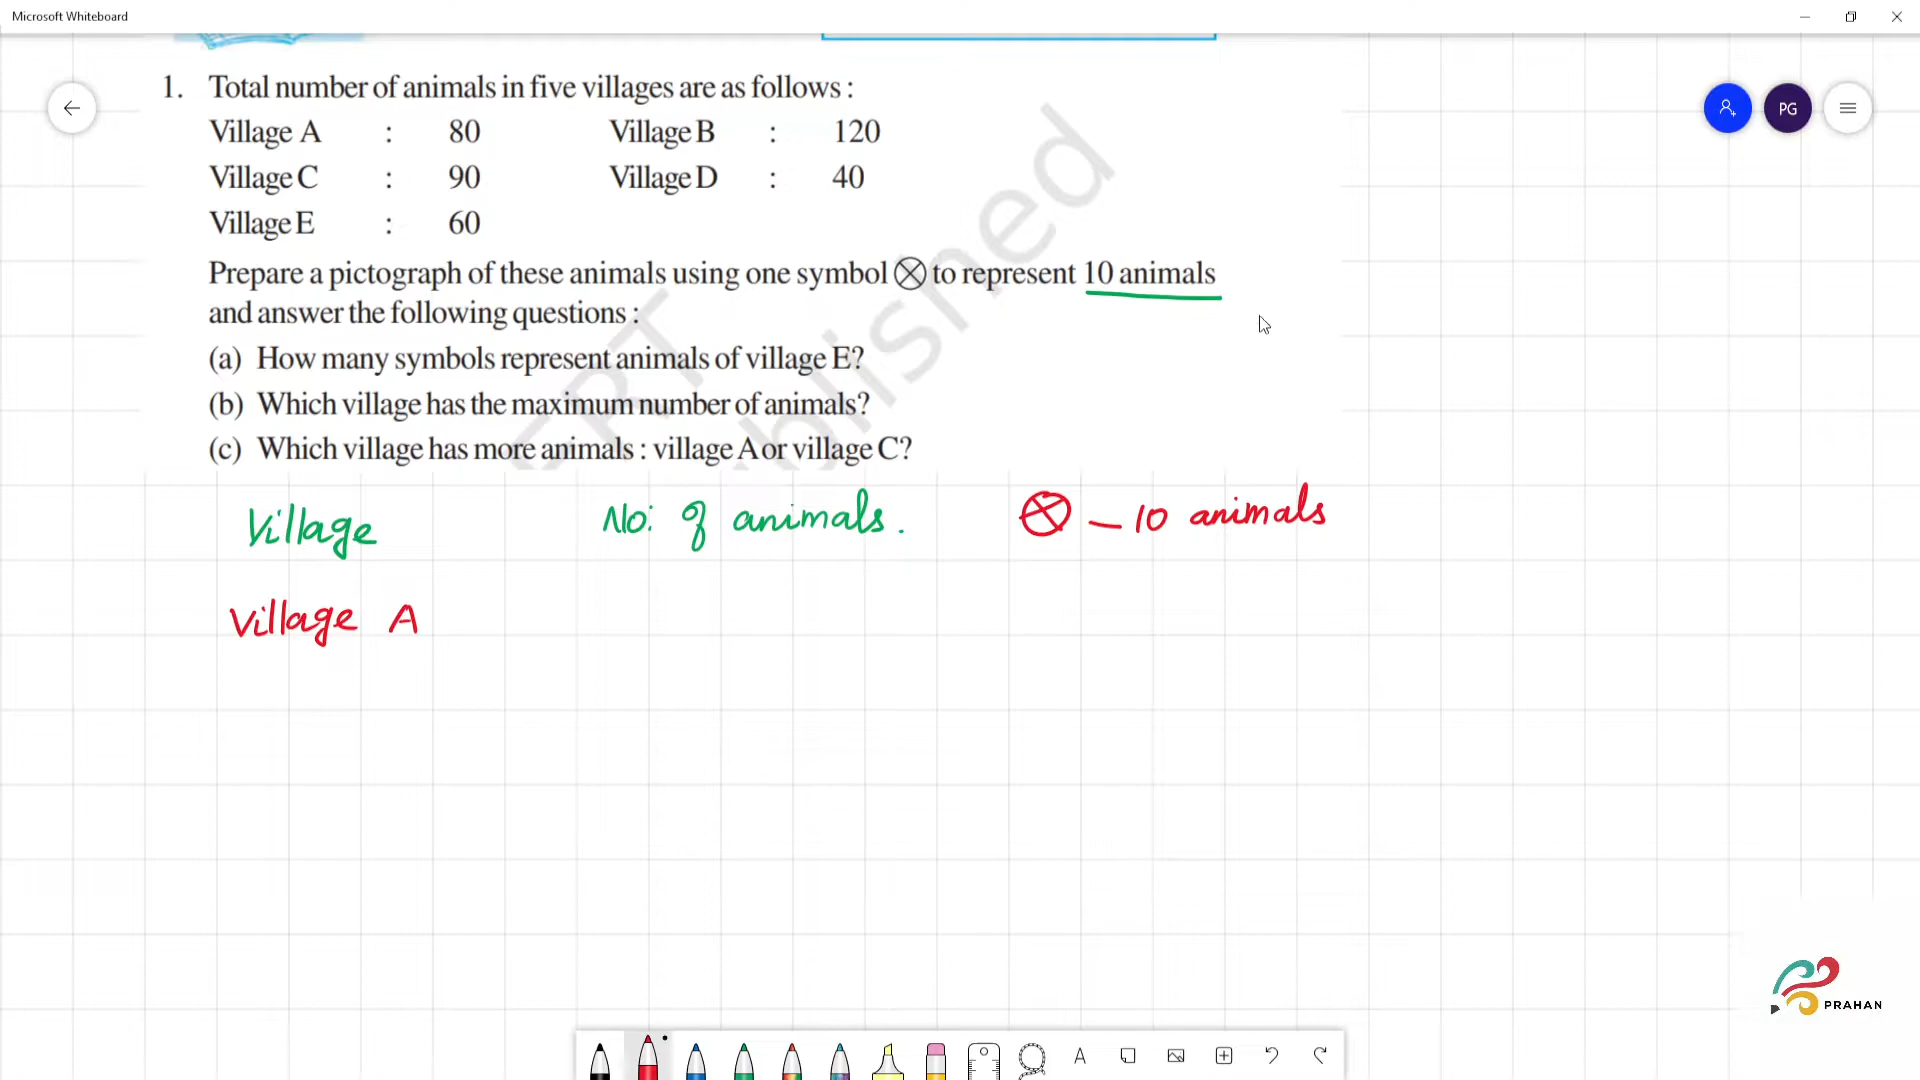 Microsoft Whiteboard
PG
1. Total number of animals in five villages are as follows :
Village A : 80 Village B : 120
Village C : 90 Village D : 40
Village E : 60
Prepare a pictograph of these animals using one symbol ⊗ to represent 10 animals
and answer the following questions :
(a) How many symbols represent animals of village E?
(b) Which village has the maximum number of animals?
(c) Which village has more animals : village A or village C?
Village No: of animals. ⊗ – 10 animals
Village A
PRAHAN
A